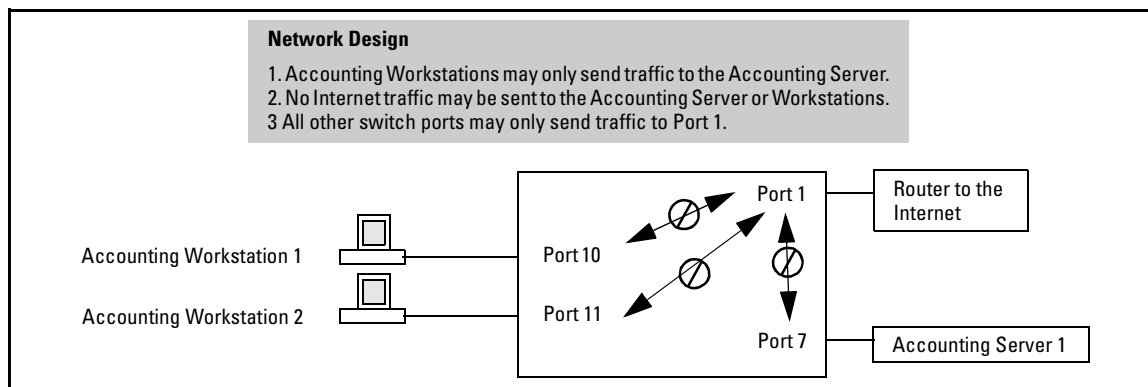 Network Design
1. Accounting Workstations may only send traffic to the Accounting Server.
2. No Internet traffic may be sent to the Accounting Server or Workstations.
3 All other switch ports may only send traffic to Port 1.
Port 1
Router to the
Internet
Accounting Workstation 1
Port 10
Accounting Workstation 2
Port 11
Port 7
Accounting Server 1